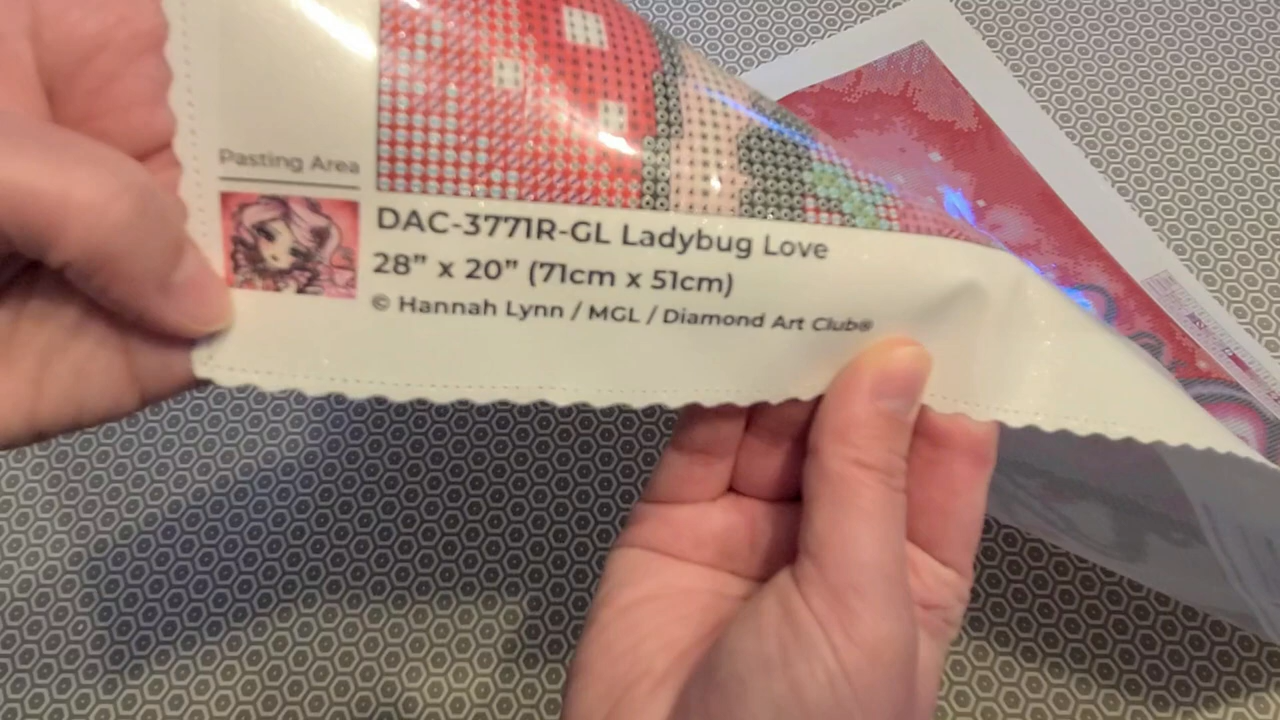 Pasting Area
DAC-3771R-GL Ladybug Love
28” x 20” (71cm x 51cm)
© Hannah Lynn / MGL / Diamond Art Club®